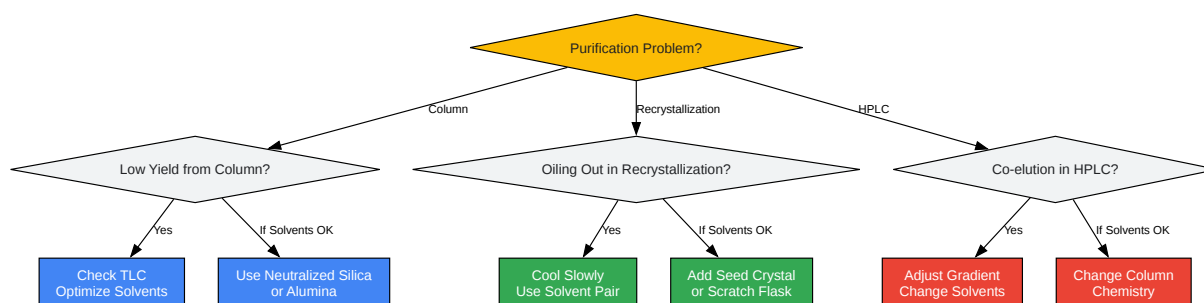 Purification Problem?
Column
Recrystallization
HPLC
Low Yield from Column?
Oiling Out in Recrystallization?
Co-elution in HPLC?
Yes
If Solvents OK
Yes
If Solvents OK
Yes
If Solvents OK
Check TLC
Optimize Solvents
Use Neutralized Silica
or Alumina
Cool Slowly
Use Solvent Pair
Add Seed Crystal
or Scratch Flask
Adjust Gradient
Change Solvents
Change Column
Chemistry